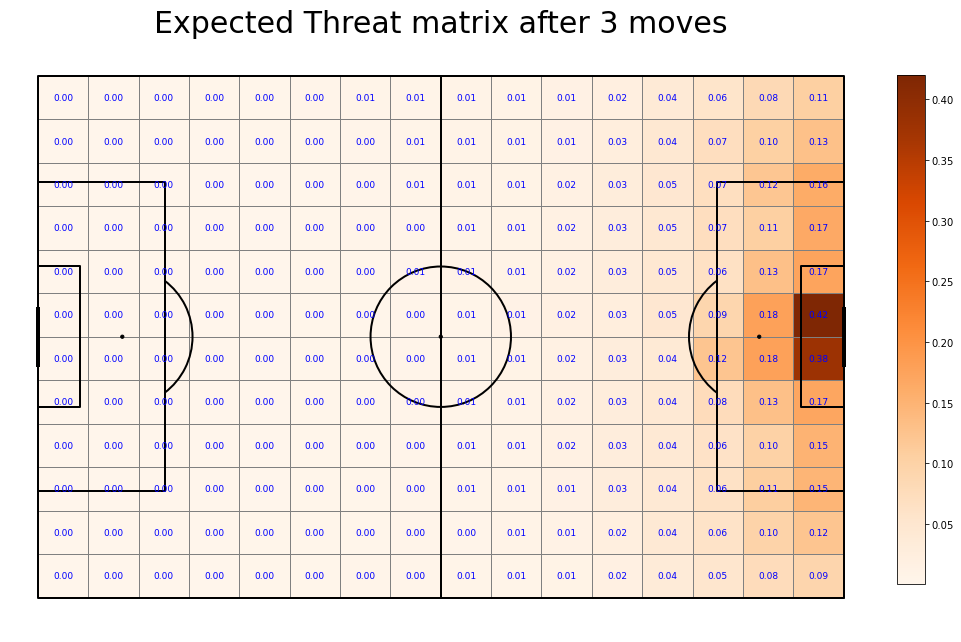 Expected Threat matrix after 3 moves
0.00 0.00 0.00 0.00 0.00 0.00 0.01 0.01 0.01 0.01 0.01 0.02 0.04 0.06 0.08 0.11
0.40
0.00 0.00 0.00 0.00 0.00 0.00 0.00 0.01 0.01 0.01 0.01 0.03 0.04 0.07 0.10 0.13
0.35
0.00 0.00 0.00 0.00 0.00 0.00 0.00 0.01 0.01 0.01 0.02 0.03 0.05 0.07 0.12 0.16
0.30
0.00 0.00 0.00 0.00 0.00 0.00 0.00 0.00 0.01 0.01 0.02 0.03 0.05 0.07 0.11 0.17
0.00 0.00 0.00 0.00 0.00 0.00 0.00 0.01 0.01 0.01 0.02 0.03 0.05 0.06 0.13 0.17
0.25
0.00 0.00 0.00 0.00 0.00 0.00 0.00 0.00 0.01 0.01 0.02 0.03 0.05 0.09 0.18 0.42
0.20
0.00 0.00 0.00 0.00 0.00 0.00 0.00 0.00 0.01 0.01 0.02 0.03 0.04 0.12 0.18 0.38
0.15
0.00 0.00 0.00 0.00 0.00 0.00 0.00 0.00 0.01 0.01 0.02 0.03 0.04 0.08 0.13 0.17
0.00 0.00 0.00 0.00 0.00 0.00 0.00 0.00 0.01 0.01 0.02 0.03 0.04 0.06 0.10 0.15
0.10
0.00 0.00 0.00 0.00 0.00 0.00 0.00 0.00 0.01 0.01 0.01 0.03 0.04 0.06 0.11 0.15
0.05
0.00 0.00 0.00 0.00 0.00 0.00 0.00 0.00 0.01 0.01 0.01 0.02 0.04 0.06 0.10 0.12
0.00 0.00 0.00 0.00 0.00 0.00 0.00 0.00 0.01 0.01 0.01 0.02 0.04 0.05 0.08 0.09